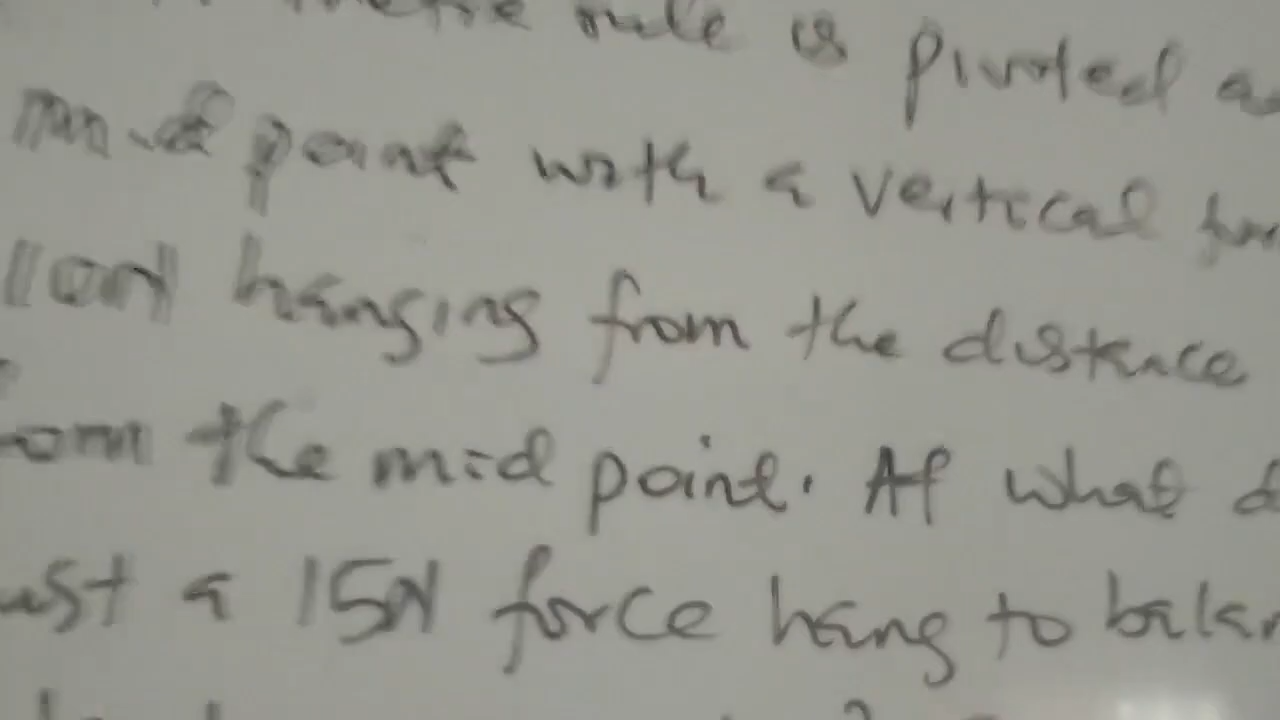 rule is pivoted
mid point with a vertical
10N hanging from the distance
the mid point. At what
a 15N force hang to